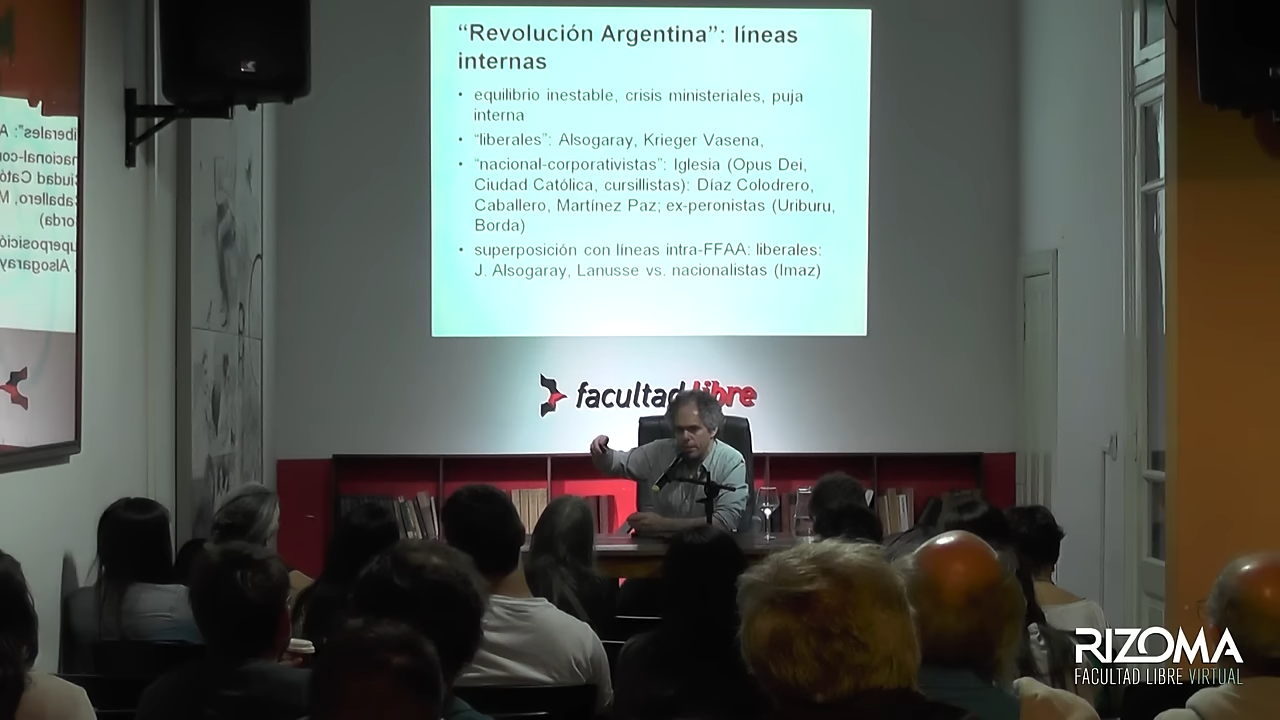 “Revolución Argentina”: líneas
internas
• equilibrio inestable, crisis ministeriales, puja
interna
• “liberales”: Alsogaray, Krieger Vasena,
• “nacional-corporativistas”: Iglesia (Opus Dei,
Ciudad Católica, cursillistas): Díaz Colodrero,
Caballero, Martínez Paz; ex-peronistas (Uriburu,
Borda)
• superposición con líneas intra-FFAA: liberales:
J. Alsogaray, Lanusse vs. nacionalistas (Imaz)
facultad libre
RIZOMA
FACULTAD LIBRE VIRTUAL